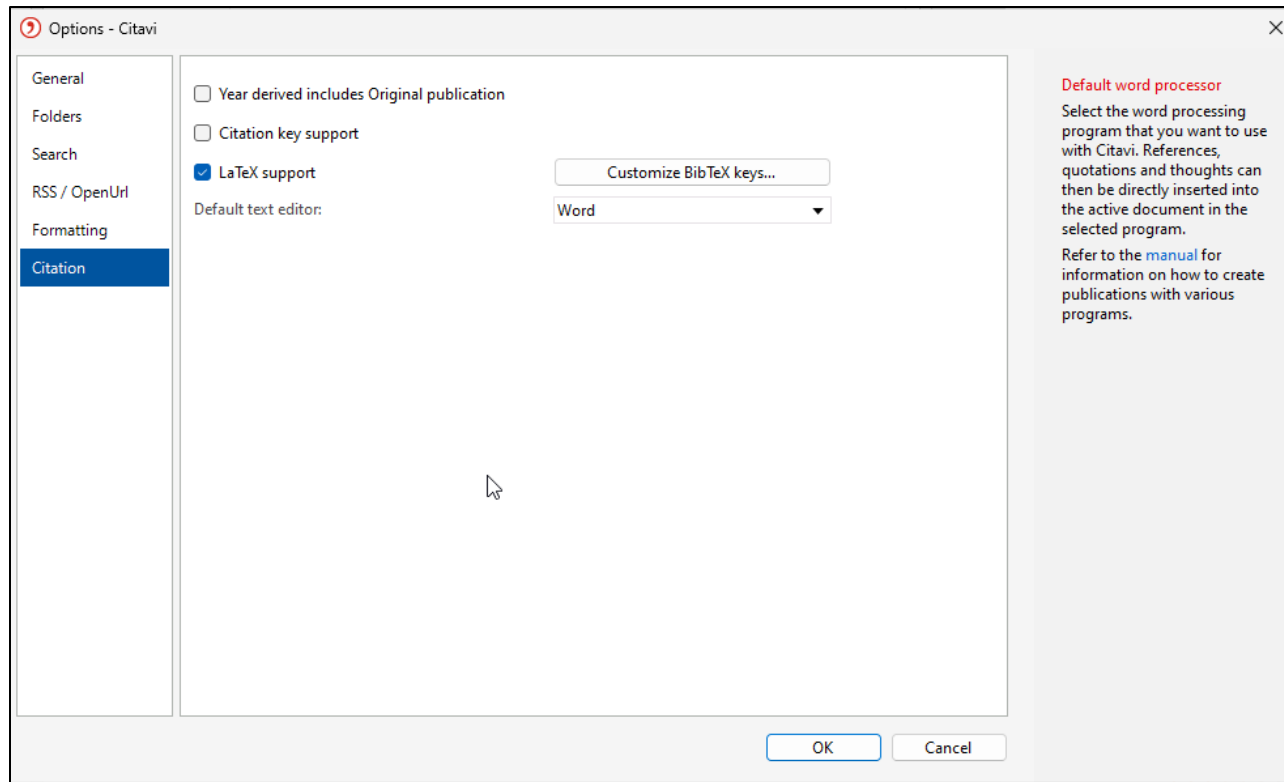 Options - Citavi
General
Folders
Search
RSS / OpenUrl
Formatting
Citation
Year derived includes Original publication
Citation key support
LaTeX support
Customize BibTeX keys...
Default text editor:
Word
Default word processor
Select the word processing
program that you want to use
with Citavi. References,
quotations and thoughts can
then be directly inserted into
the active document in the
selected program.
Refer to the manual for
information on how to create
publications with various
programs.
OK
Cancel